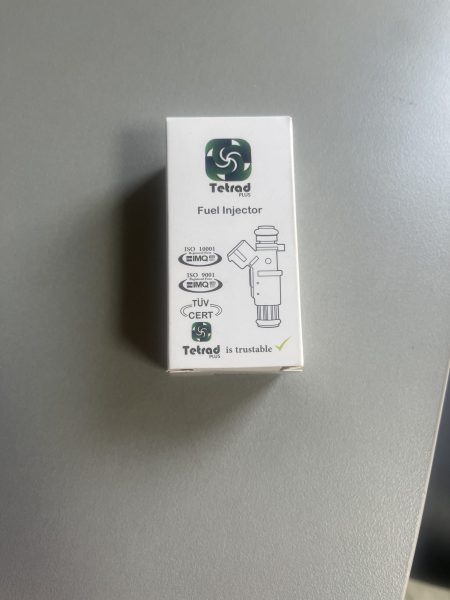 Tetrad
PLUS
Fuel Injector
ISO 10001
IMQ
ISO 9001
IMQ
TÜV
CERT
Tetrad is trustable
PLUS